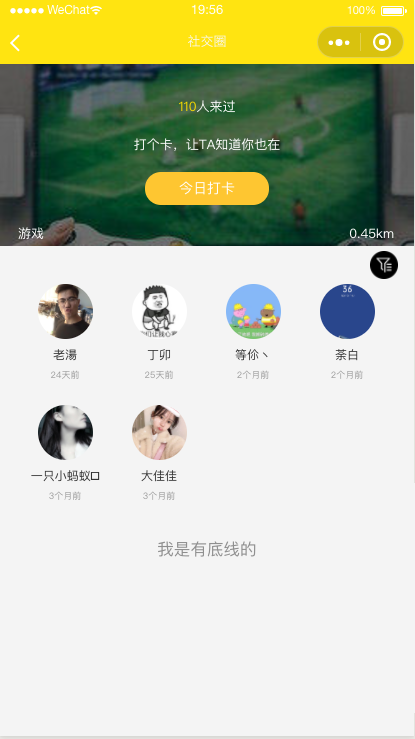 WeChat
19:56
100%
社交圈
110人来过
打个卡，让TA知道你也在
今日打卡
游戏
0.45km
36
老湯
丁卯
等你丶
荼白
24天前
25天前
2个月前
2个月前
一只小蚂蚁口
大佳佳
3个月前
3个月前
我是有底线的